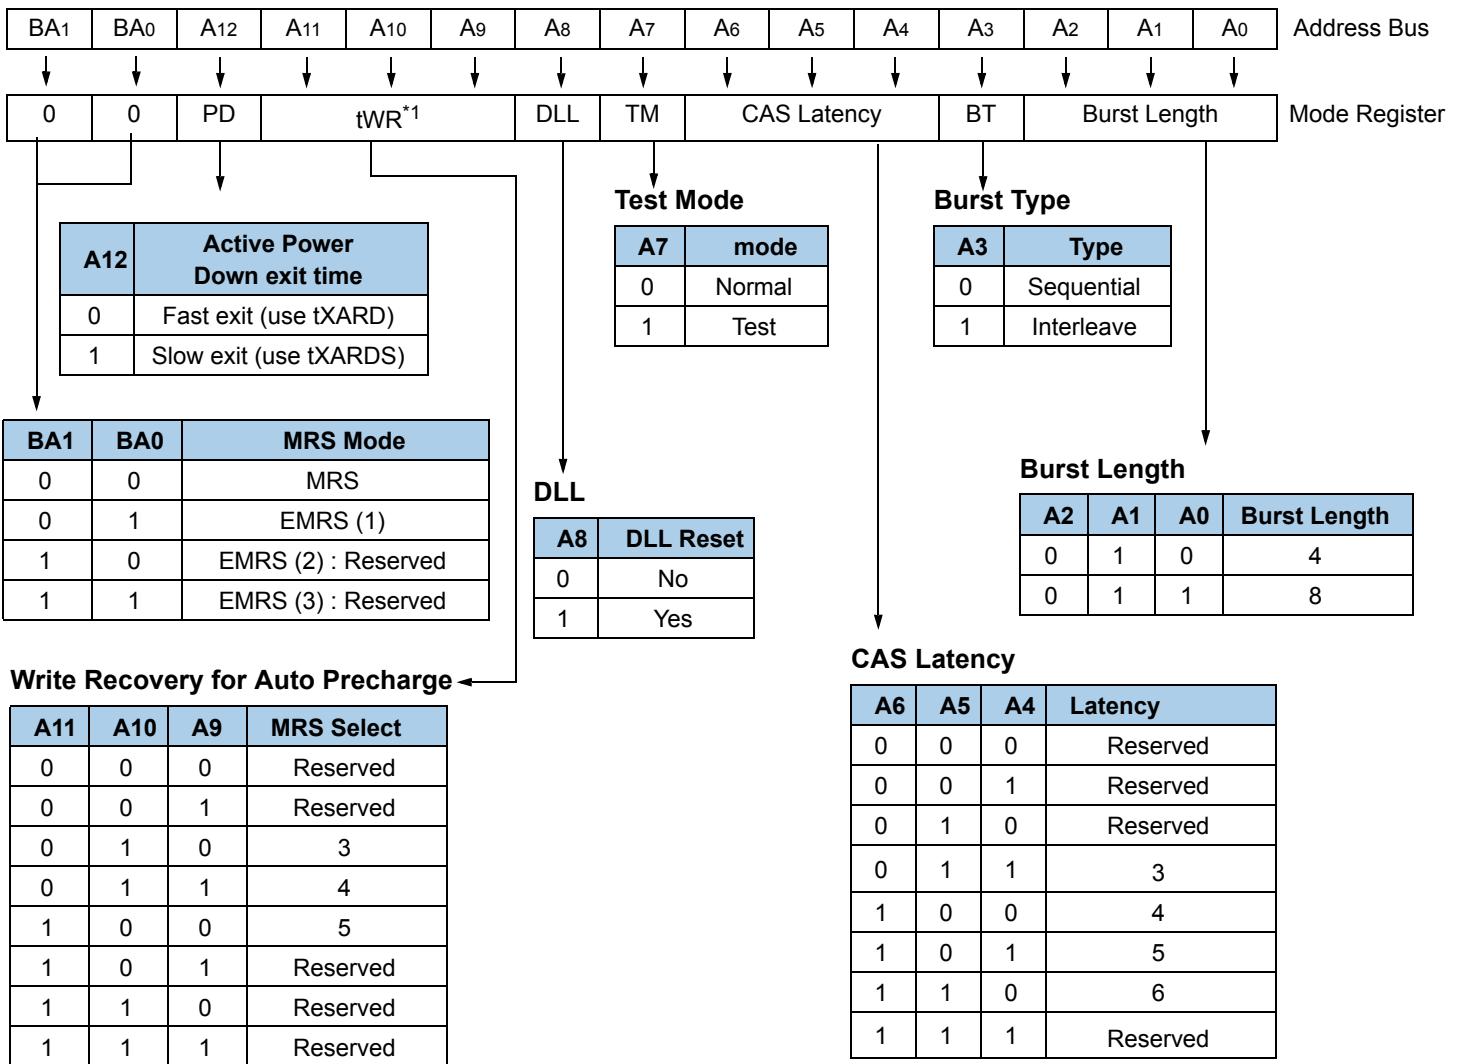 BA1 BA0 A12 A11 A10 A9 A8 A7 A6 A5 A4 A3 A2 A1 A0 Address Bus
0 0 PD tWR*1 DLL TM CAS Latency BT Burst Length Mode Register
A12 Active Power Down exit time
0 Fast exit (use tXARD)
1 Slow exit (use tXARDS)
Test Mode
A7 mode
0 Normal
1 Test
Burst Type
A3 Type
0 Sequential
1 Interleave
BA1 BA0 MRS Mode
0 0 MRS
0 1 EMRS (1)
1 0 EMRS (2) : Reserved
1 1 EMRS (3) : Reserved
DLL
A8 DLL Reset
0 No
1 Yes
Burst Length
A2 A1 A0 Burst Length
0 1 0 4
0 1 1 8
Write Recovery for Auto Precharge
A11 A10 A9 MRS Select
0 0 0 Reserved
0 0 1 Reserved
0 1 0 3
0 1 1 4
1 0 0 5
1 0 1 Reserved
1 1 0 Reserved
1 1 1 Reserved
CAS Latency
A6 A5 A4 Latency
0 0 0 Reserved
0 0 1 Reserved
0 1 0 Reserved
0 1 1 3
1 0 0 4
1 0 1 5
1 1 0 6
1 1 1 Reserved